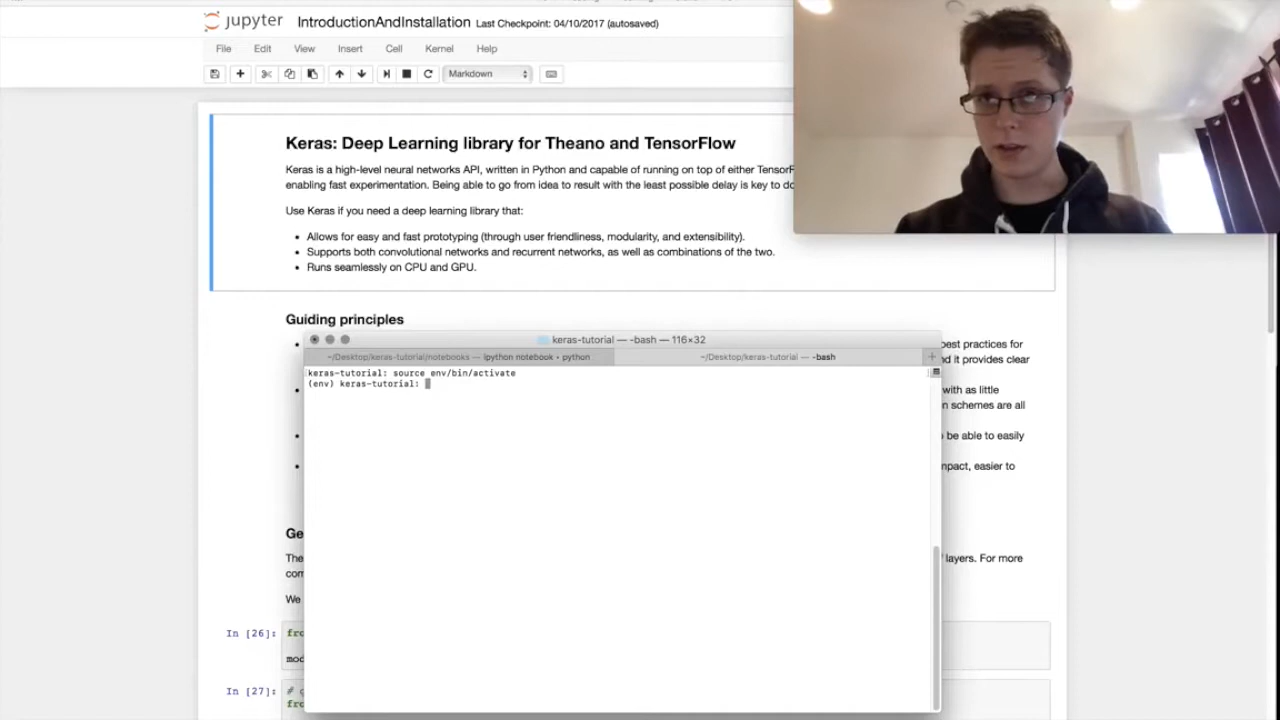 jupyter IntroductionAndInstallation Last Checkpoint: 04/10/2017 (autosaved)
File Edit View Insert Cell Kernel Help
Markdown
Keras: Deep Learning library for Theano and TensorFlow
Keras is a high-level neural networks API, written in Python and capable of running on top of either TensorF
enabling fast experimentation. Being able to go from idea to result with the least possible delay is key to do
Use Keras if you need a deep learning library that:
• Allows for easy and fast prototyping (through user friendliness, modularity, and extensibility).
• Supports both convolutional networks and recurrent networks, as well as combinations of the two.
• Runs seamlessly on CPU and GPU.
Guiding principles
keras-tutorial — -bash — 116×32
best practices for
~/Desktop/keras-tutorial/notebooks — ipython notebook • python ~/Desktop/keras-tutorial — -bash +
nd it provides clear
keras-tutorial: source env/bin/activate
(env) keras-tutorial:
with as little
n schemes are all
o be able to easily
mpact, easier to
Ge
The layers. For more
com
We
In [26]: fro
mod
In [27]: #
fro